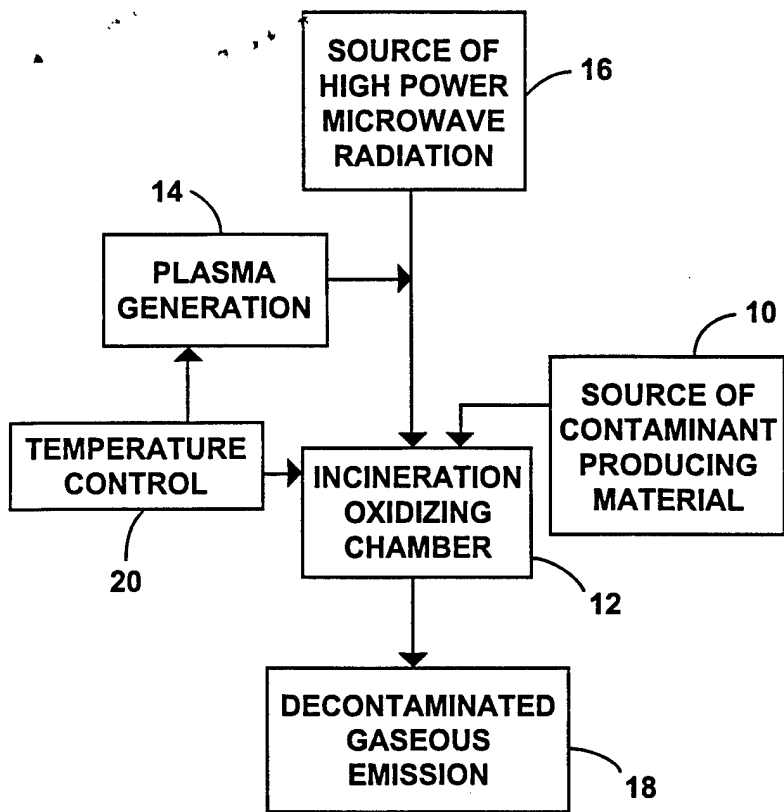 SOURCE OF
HIGH POWER
MICROWAVE
RADIATION
16
14
PLASMA
GENERATION
10
SOURCE OF
CONTAMINANT
PRODUCING
MATERIAL
TEMPERATURE
CONTROL
20
INCINERATION
OXIDIZING
CHAMBER
12
DECONTAMINATED
GASEOUS
EMISSION
18